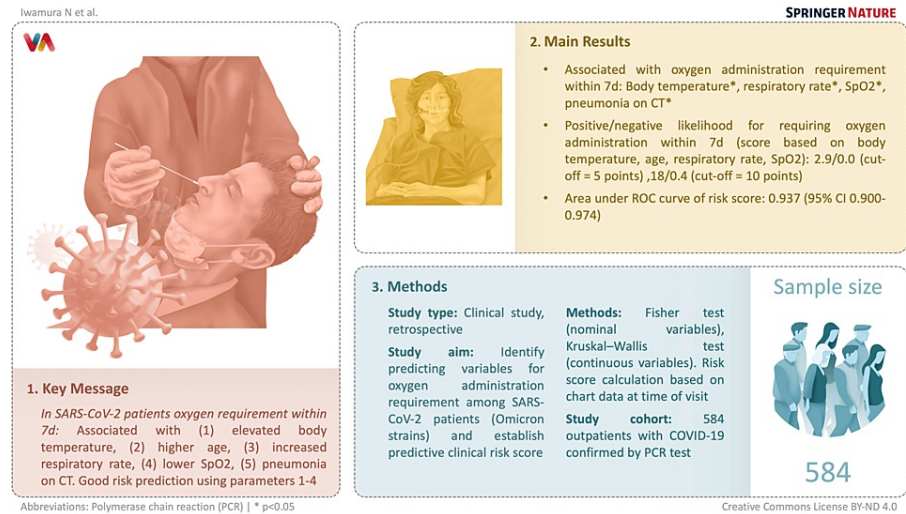 Iwamura N et al.
SPRINGER NATURE
VA
1. Key Message
In SARS-CoV-2 patients oxygen requirement within
7d: Associated with (1) elevated body
temperature, (2) higher age, (3) increased
respiratory rate, (4) lower SpO2, (5) pneumonia
on CT. Good risk prediction using parameters 1-4
2. Main Results
• Associated with oxygen administration requirement
within 7d: Body temperature*, respiratory rate*, SpO2*,
pneumonia on CT*
• Positive/negative likelihood for requiring oxygen
administration within 7d (score based on body
temperature, age, respiratory rate, SpO2): 2.9/0.0 (cut-
off = 5 points) ,18/0.4 (cut-off = 10 points)
• Area under ROC curve of risk score: 0.937 (95% CI 0.900-
0.974)
3. Methods
Study type: Clinical study,
retrospective
Study aim: Identify
predicting variables for
oxygen administration
requirement among SARS-
CoV-2 patients (Omicron
strains) and establish
predictive clinical risk score
Methods: Fisher test
(nominal variables),
Kruskal–Wallis test
(continuous variables). Risk
score calculation based on
chart data at time of visit
Study cohort: 584
outpatients with COVID-19
confirmed by PCR test
Sample size
584
Abbreviations: Polymerase chain reaction (PCR) | * p<0.05
Creative Commons License BY-ND 4.0